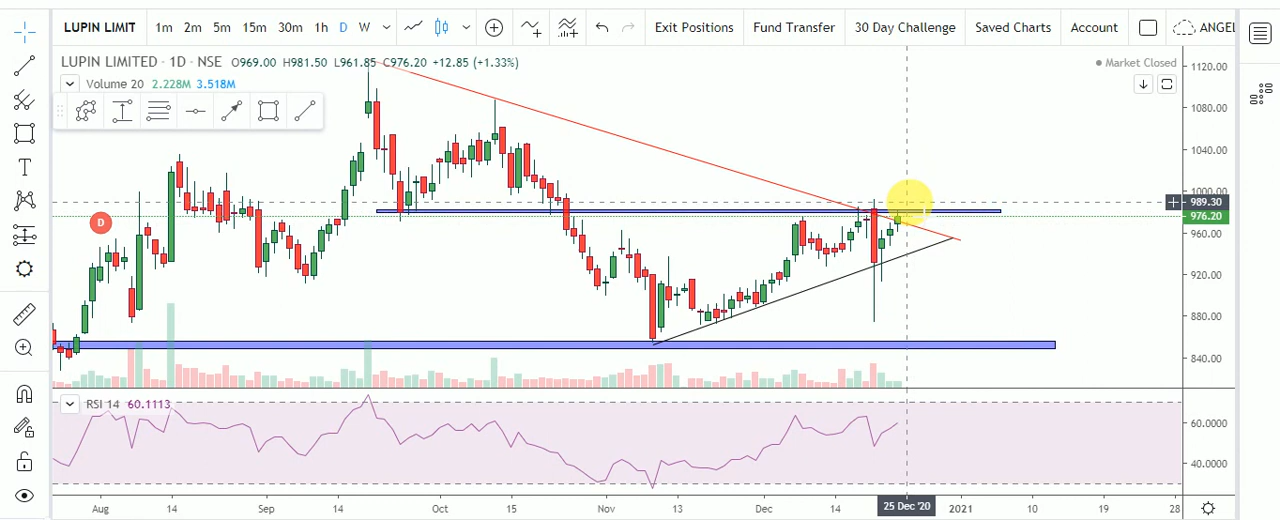 LUPIN LIMIT 1m 2m 5m 15m 30m 1h D W Exit Positions Fund Transfer 30 Day Challenge Saved Charts Account ANGEL
LUPIN LIMITED · 1D · NSE O969.00 H981.50 L961.85 C976.20 +12.85 (+1.33%) Market Closed
Volume 20 2.228M 3.518M
1120.00
1080.00
1040.00
1000.00
D
989.30
976.20
960.00
920.00
880.00
840.00
RSI 14 60.1113
60.0000
40.0000
Aug 14 Sep 14 Oct 15 Nov 13 Dec 14 25 Dec '20 2021 10 19 28
T